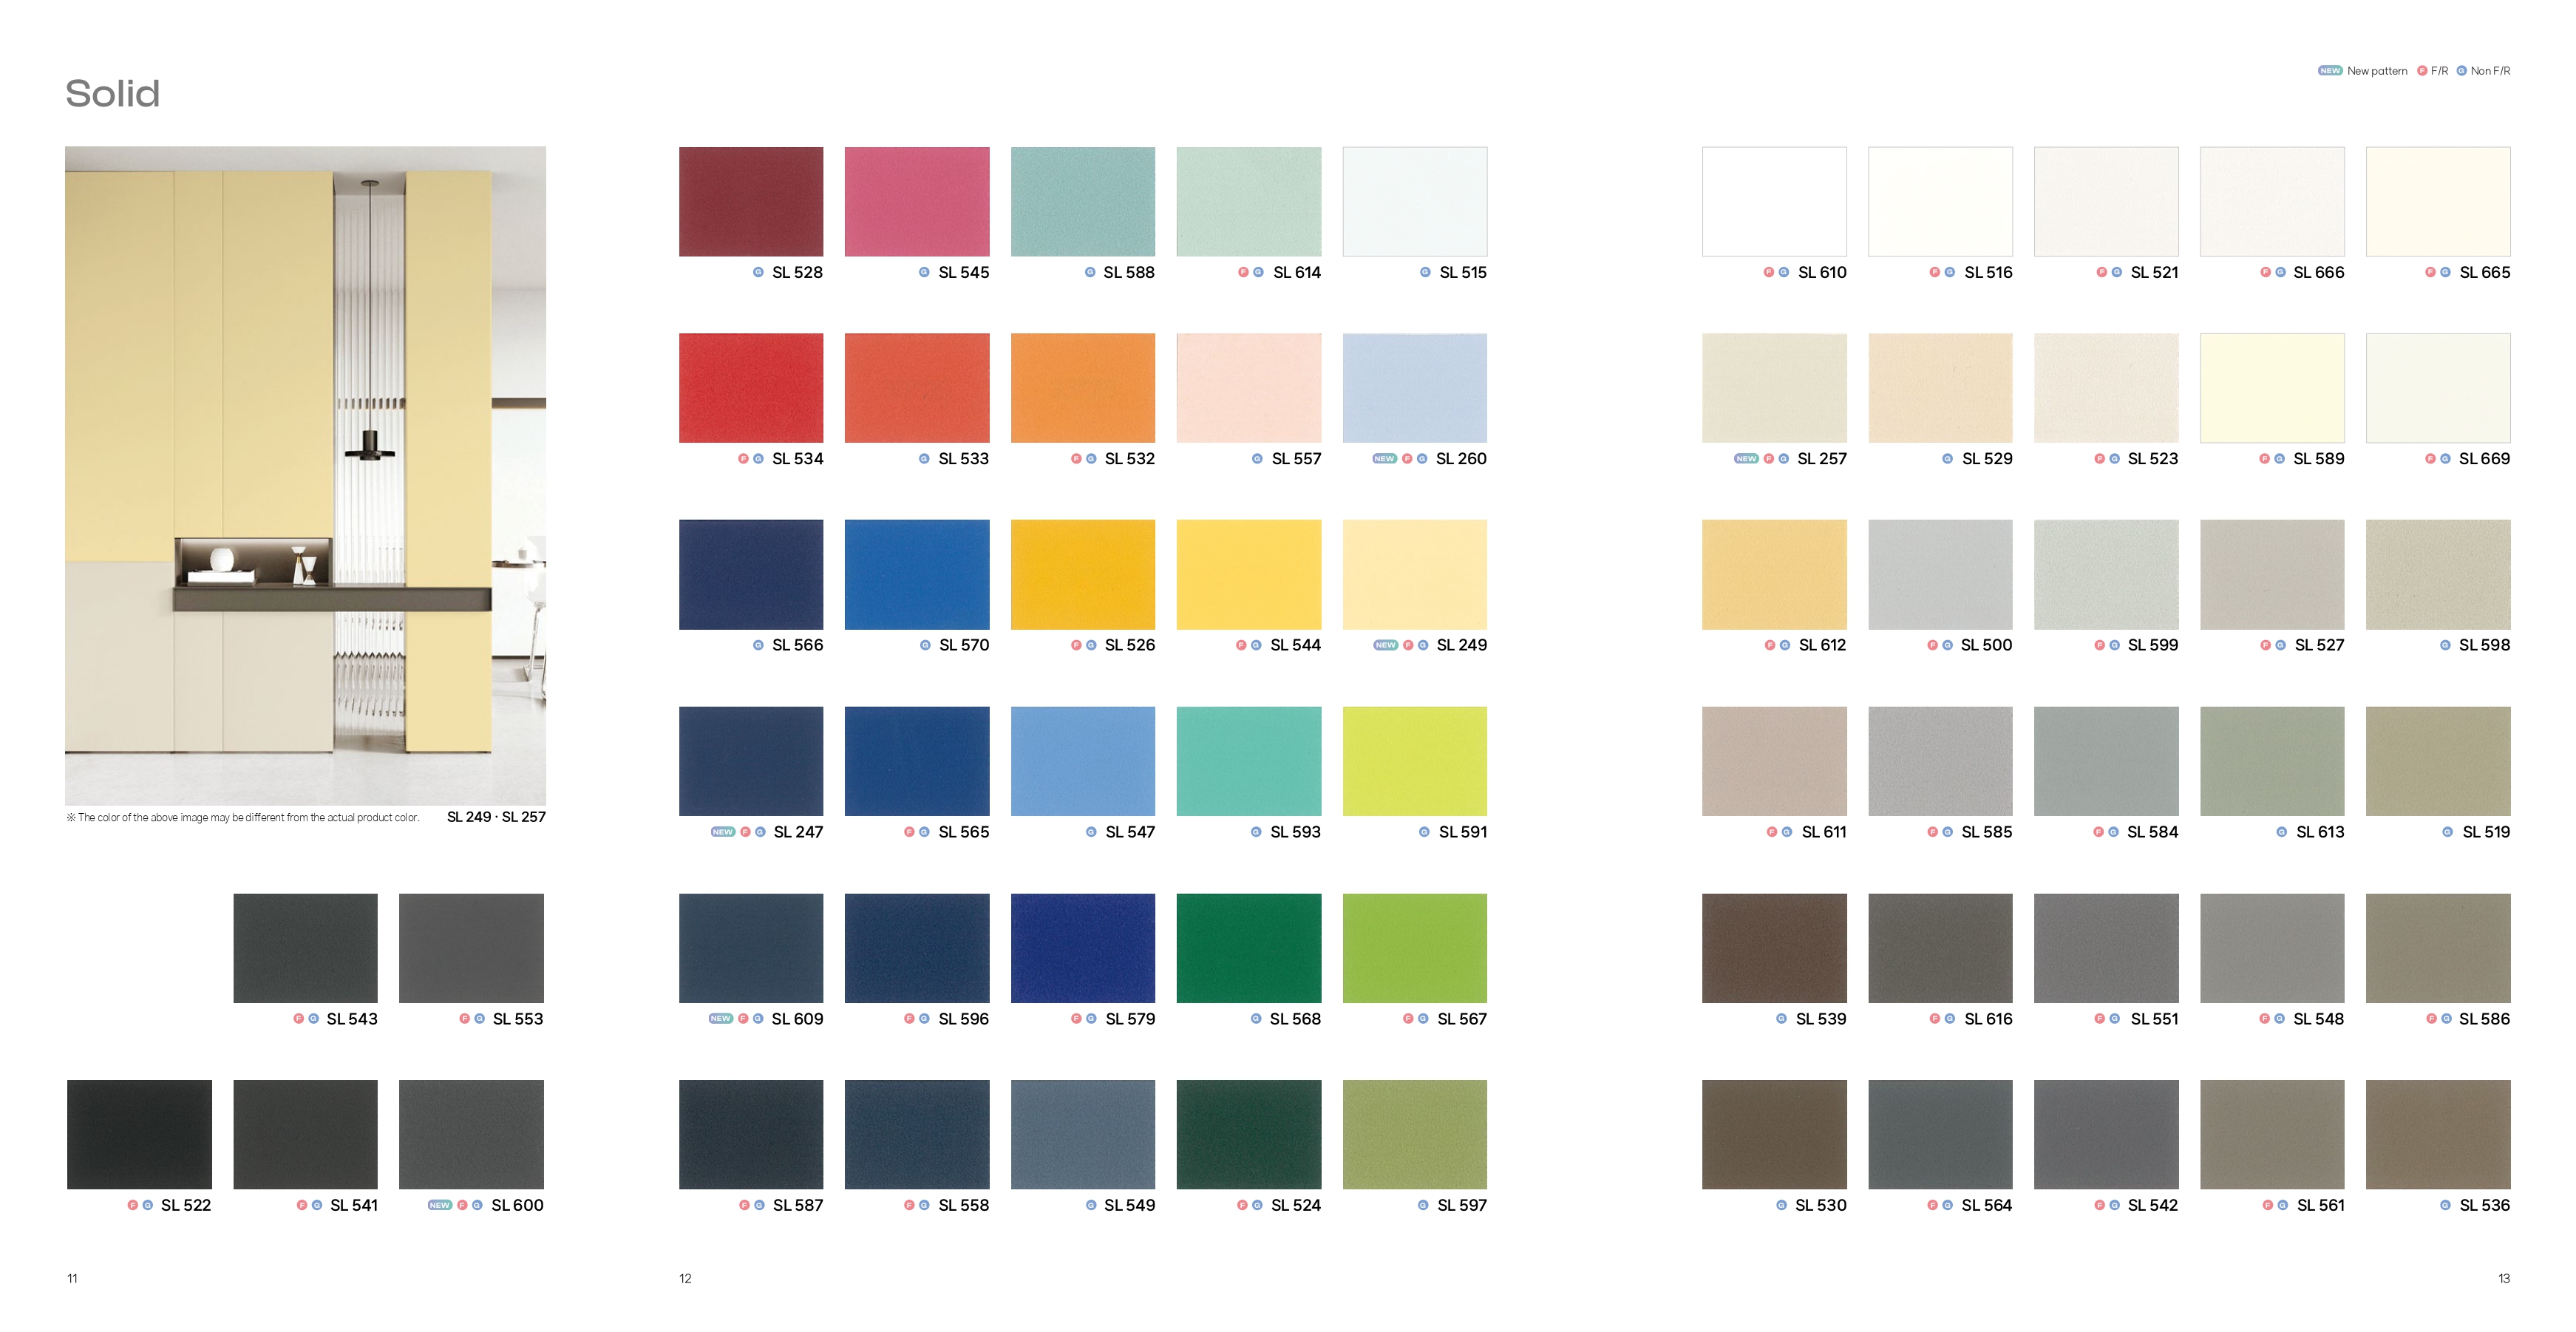 Solid
NEW New pattern F F/R G Non F/R
G SL 528
G SL 545
G SL 588
F G SL 614
G SL 515
F G SL 610
F G SL 516
F G SL 521
F G SL 666
F G SL 665
F G SL 534
G SL 533
F G SL 532
G SL 557
NEW F G SL 260
NEW F G SL 257
G SL 529
F G SL 523
F G SL 589
F G SL 669
G SL 566
G SL 570
F G SL 526
F G SL 544
NEW F G SL 249
F G SL 612
F G SL 500
F G SL 599
F G SL 527
G SL 598
※ The color of the above image may be different from the actual product color. SL 249 · SL 257
NEW F G SL 247
F G SL 565
G SL 547
G SL 593
G SL 591
F G SL 611
F G SL 585
F G SL 584
G SL 613
G SL 519
F G SL 543
F G SL 553
NEW F G SL 609
F G SL 596
F G SL 579
G SL 568
F G SL 567
G SL 539
F G SL 616
F G SL 551
F G SL 548
F G SL 586
F G SL 522
F G SL 541
NEW F G SL 600
F G SL 587
F G SL 558
G SL 549
F G SL 524
G SL 597
G SL 530
F G SL 564
F G SL 542
F G SL 561
G SL 536
11
12
13